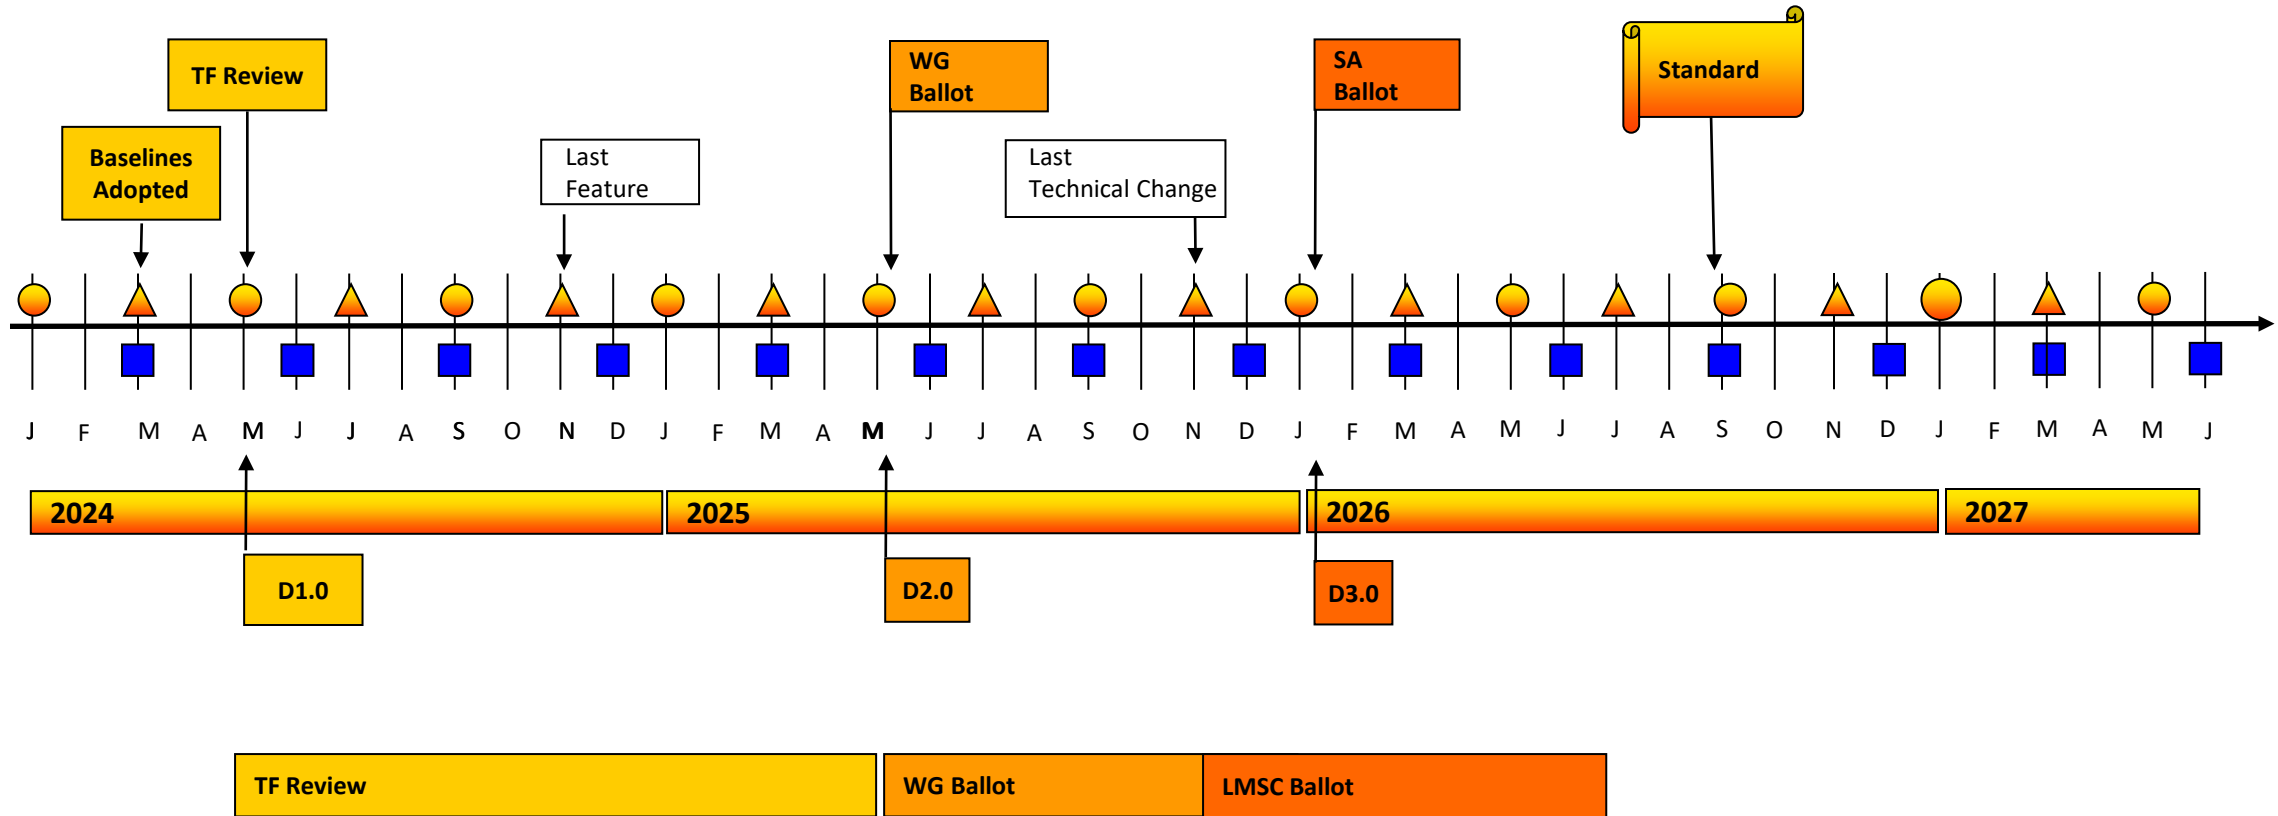 TF Review
WG
Ballot
SA
Ballot
Standard
Baselines
Adopted
Last
Feature
Last
Technical Change
J F M A M J J A S O N D J F M A M J J A S O N D J F M A M J J A S O N D J F M A M J
2024 2025 2026 2027
D1.0 D2.0 D3.0
TF Review WG Ballot LMSC Ballot